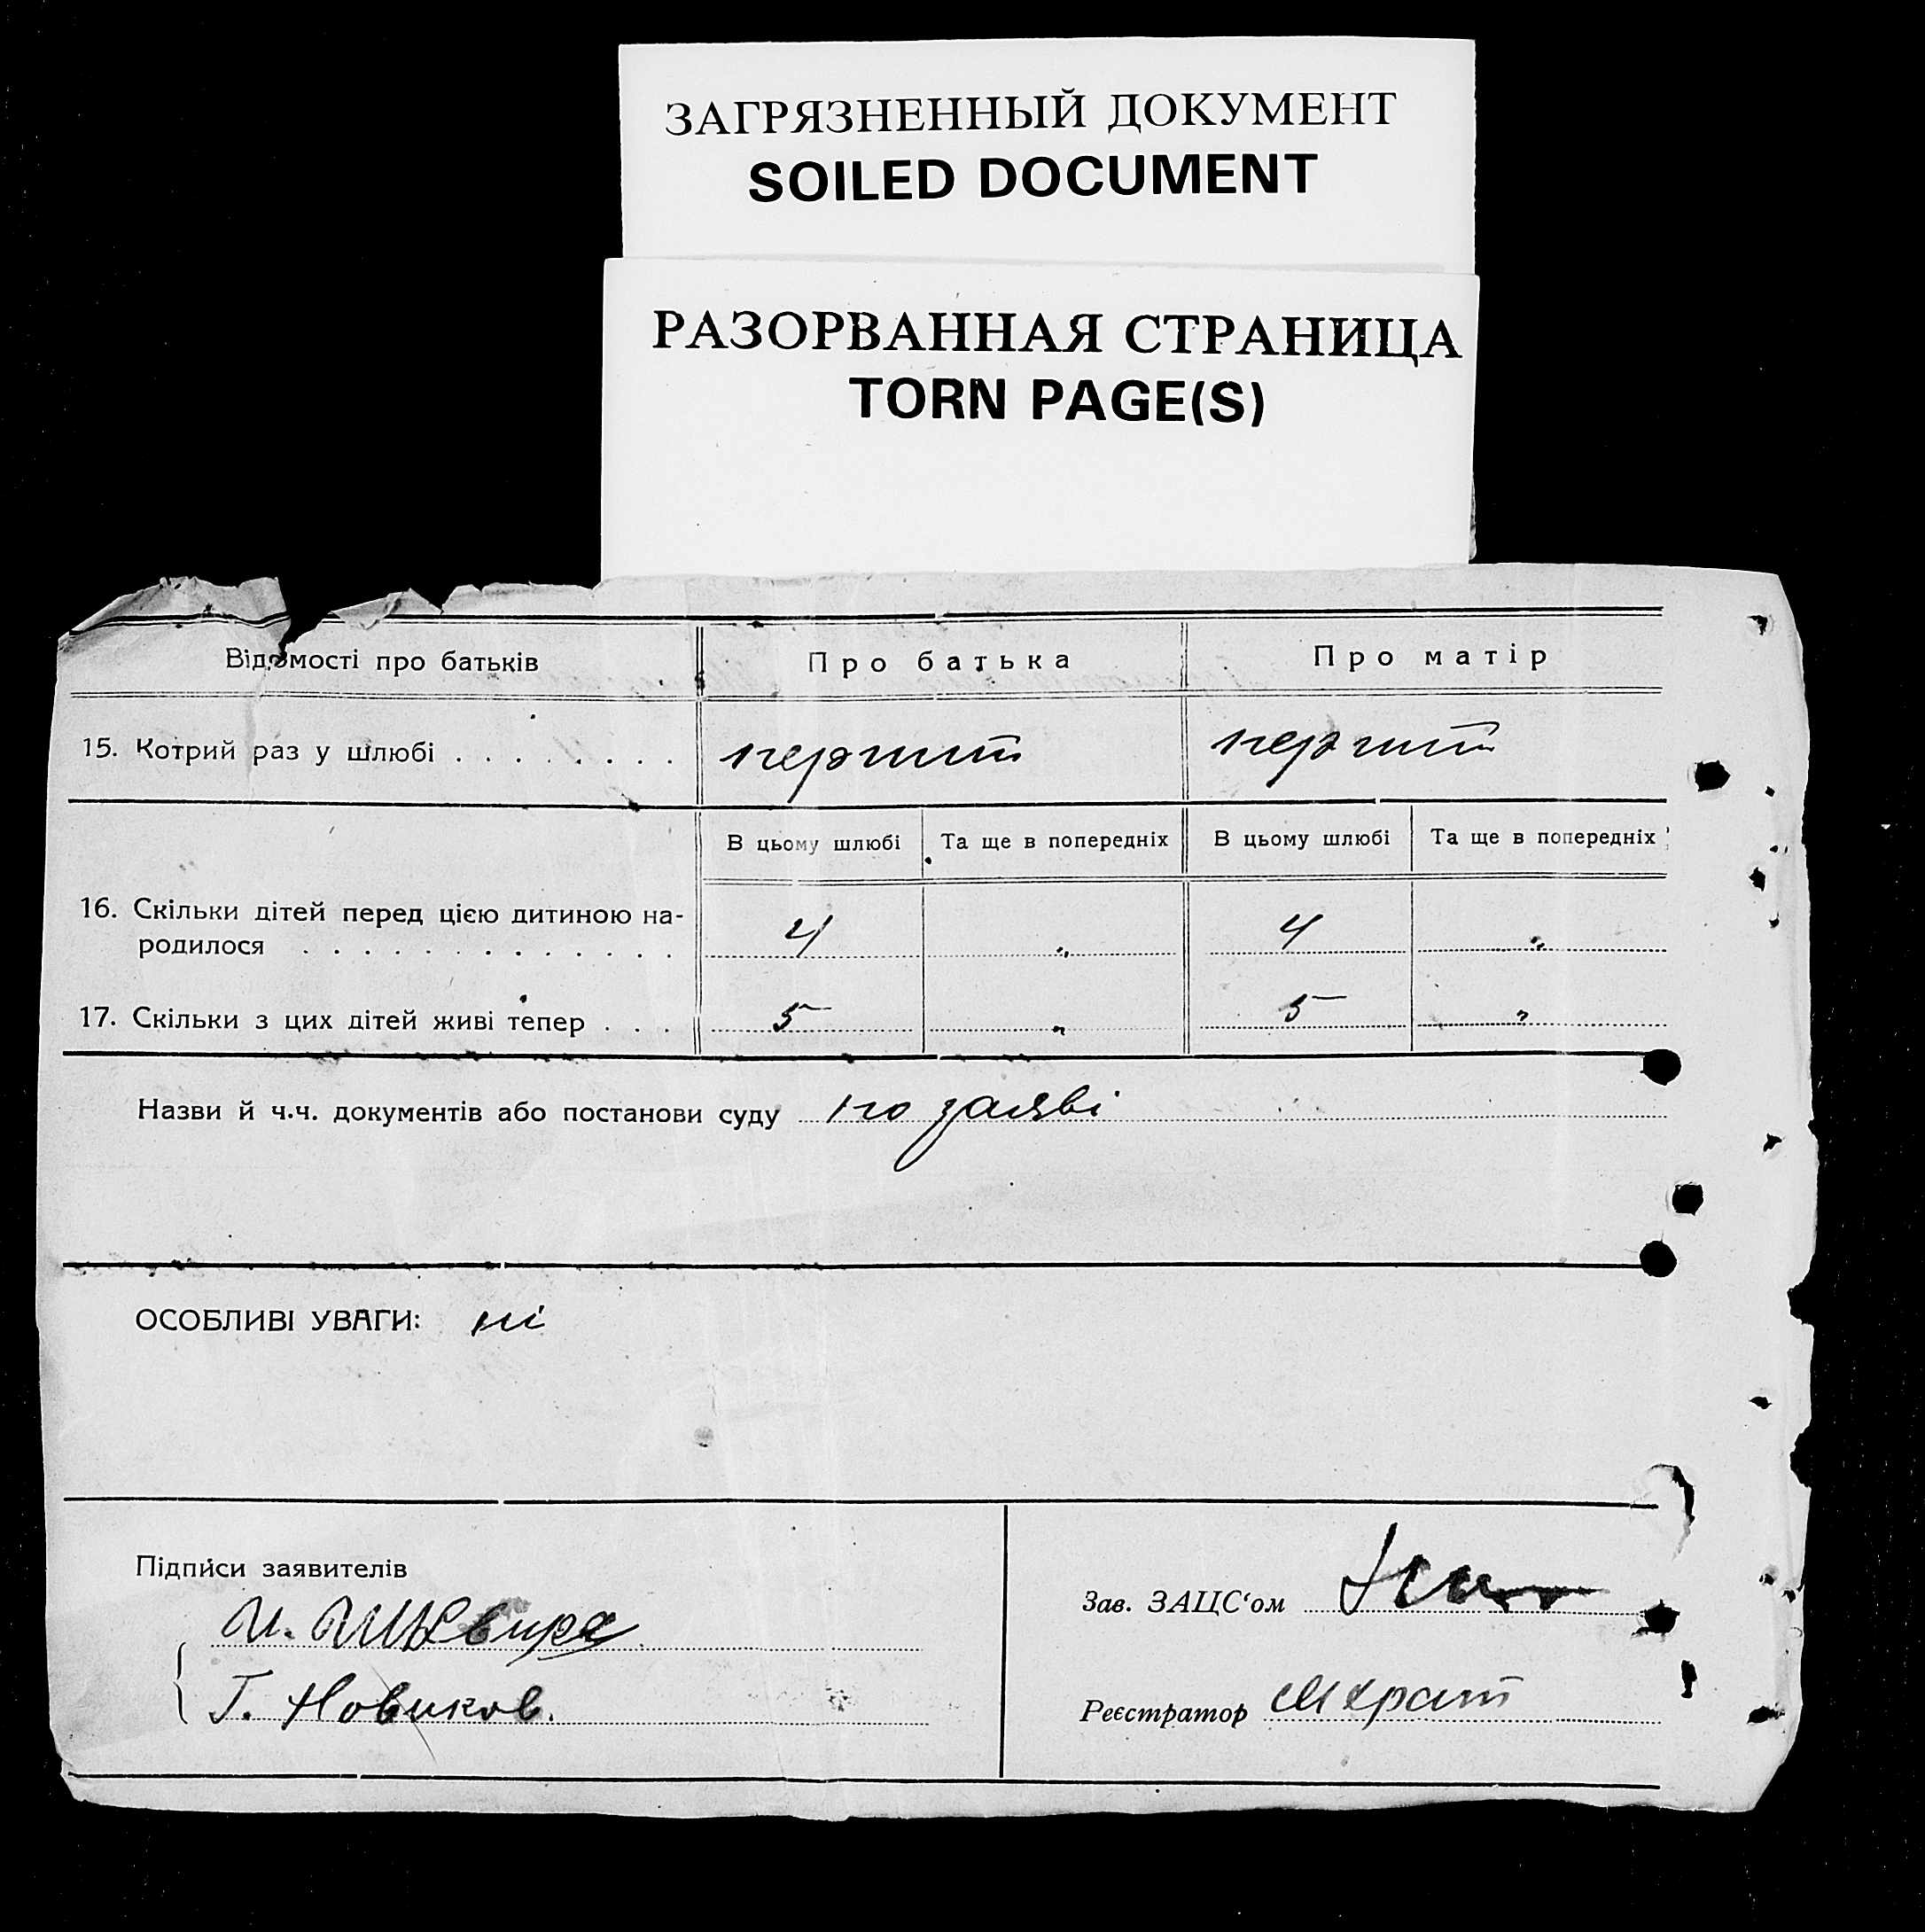 ЗАГРЯЗНЕННЫЙ ДОКУМЕНТ
SOILED DOCUMENT
РАЗОРВАННАЯ СТРАНИЦА
TORN PAGE(S)
Відомості про батьків Про батька Про матір
15. Котрий раз у шлюбі . . . . . . . . перший перший
В цьому шлюбі Та ще в попередніх В цьому шлюбі Та ще в попередніх
16. Скільки дітей перед цією дитиною на-
родилося . . . . . . . . . . . . . 4 „ 4 „
17. Скільки з цих дітей живі тепер . . . 5 „ 5 „
Назви й ч.ч. документів або постанови суду по заяві
ОСОБЛИВІ УВАГИ: ні
Підписи заявителів
Зав. ЗАЦС‘ом
Г. Новиков.
Реєстратор